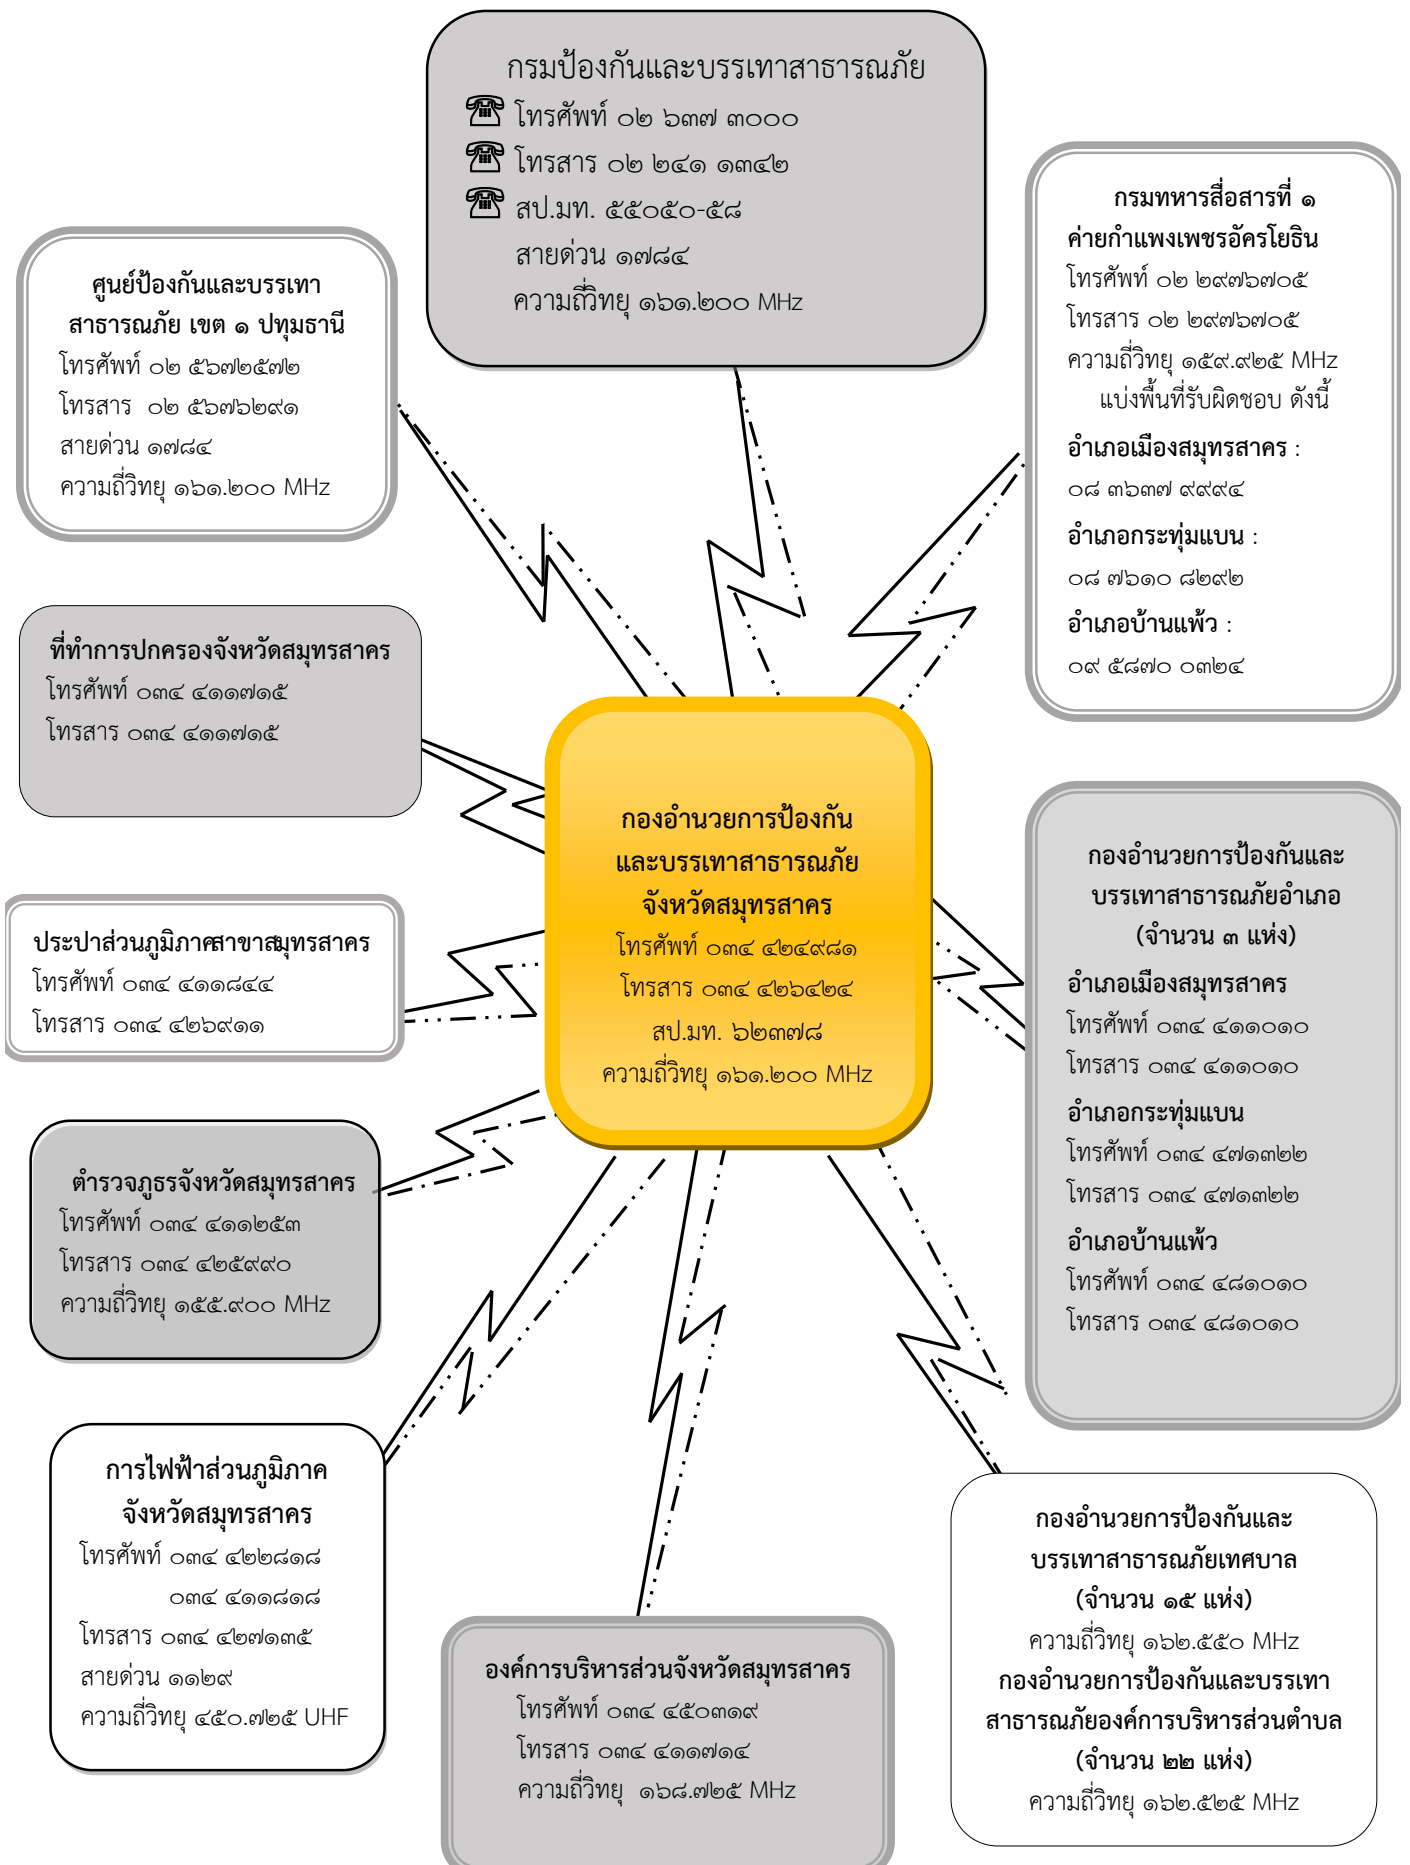 กรมป้องกันและบรรเทาสาธารณภัย
โทรศัพท์ ๐๒ ๖๓๗ ๓๐๐๐
โทรสาร ๐๒ ๒๔๑ ๑๓๔๒
สป.มท. ๕๕๐๕๐-๕๘
สายด่วน ๑๗๘๔
ความถี่วิทยุ ๑๖๑.๒๐๐ MHz
ศูนย์ป้องกันและบรรเทา
สาธารณภัย เขต ๑ ปทุมธานี
โทรศัพท์ ๐๒ ๕๖๗๒๕๗๒
โทรสาร ๐๒ ๕๖๗๖๒๙๑
สายด่วน ๑๗๘๔
ความถี่วิทยุ ๑๖๑.๒๐๐ MHz
กรมทหารสื่อสารที่ ๑
ค่ายกำแพงเพชรอัครโยธิน
โทรศัพท์ ๐๒ ๒๙๗๖๗๐๕
โทรสาร ๐๒ ๒๙๗๖๗๐๕
ความถี่วิทยุ ๑๕๙.๙๒๕ MHz
แบ่งพื้นที่รับผิดชอบ ดังนี้
อำเภอเมืองสมุทรสาคร :
๐๘ ๓๖๓๗ ๙๙๙๔
อำเภอกระทุ่มแบน :
๐๘ ๗๖๑๐ ๘๒๙๒
อำเภอบ้านแพ้ว :
๐๙ ๕๘๗๐ ๐๓๒๔
ที่ทำการปกครองจังหวัดสมุทรสาคร
โทรศัพท์ ๐๓๔ ๔๑๑๗๑๕
โทรสาร ๐๓๔ ๔๑๑๗๑๕
กองอำนวยการป้องกัน
และบรรเทาสาธารณภัย
จังหวัดสมุทรสาคร
โทรศัพท์ ๐๓๔ ๔๒๔๙๘๑
โทรสาร ๐๓๔ ๔๒๖๔๒๔
สป.มท. ๖๒๓๗๘
ความถี่วิทยุ ๑๖๑.๒๐๐ MHz
กองอำนวยการป้องกันและ
บรรเทาสาธารณภัยอำเภอ
(จำนวน ๓ แห่ง)
อำเภอเมืองสมุทรสาคร
โทรศัพท์ ๐๓๔ ๔๑๑๐๑๐
โทรสาร ๐๓๔ ๔๑๑๐๑๐
อำเภอกระทุ่มแบน
โทรศัพท์ ๐๓๔ ๔๗๑๓๒๒
โทรสาร ๐๓๔ ๔๗๑๓๒๒
อำเภอบ้านแพ้ว
โทรศัพท์ ๐๓๔ ๔๘๑๐๑๐
โทรสาร ๐๓๔ ๔๘๑๐๑๐
ประปาส่วนภูมิภาคสาขาสมุทรสาคร
โทรศัพท์ ๐๓๔ ๔๑๑๘๔๔
โทรสาร ๐๓๔ ๔๒๖๙๑๑
ตำรวจภูธรจังหวัดสมุทรสาคร
โทรศัพท์ ๐๓๔ ๔๑๑๒๕๓
โทรสาร ๐๓๔ ๔๒๕๙๙๐
ความถี่วิทยุ ๑๕๕.๙๐๐ MHz
การไฟฟ้าส่วนภูมิภาค
จังหวัดสมุทรสาคร
โทรศัพท์ ๐๓๔ ๔๒๒๘๑๘
๐๓๔ ๔๑๑๘๑๘
โทรสาร ๐๓๔ ๔๒๗๑๓๕
สายด่วน ๑๑๒๙
ความถี่วิทยุ ๔๕๐.๗๒๕ UHF
องค์การบริหารส่วนจังหวัดสมุทรสาคร
โทรศัพท์ ๐๓๔ ๔๕๐๓๑๙
โทรสาร ๐๓๔ ๔๑๑๗๑๔
ความถี่วิทยุ ๑๖๘.๗๒๕ MHz
กองอำนวยการป้องกันและ
บรรเทาสาธารณภัยเทศบาล
(จำนวน ๑๕ แห่ง)
ความถี่วิทยุ ๑๖๒.๕๕๐ MHz
กองอำนวยการป้องกันและบรรเทา
สาธารณภัยองค์การบริหารส่วนตำบล
(จำนวน ๒๒ แห่ง)
ความถี่วิทยุ ๑๖๒.๕๒๕ MHz